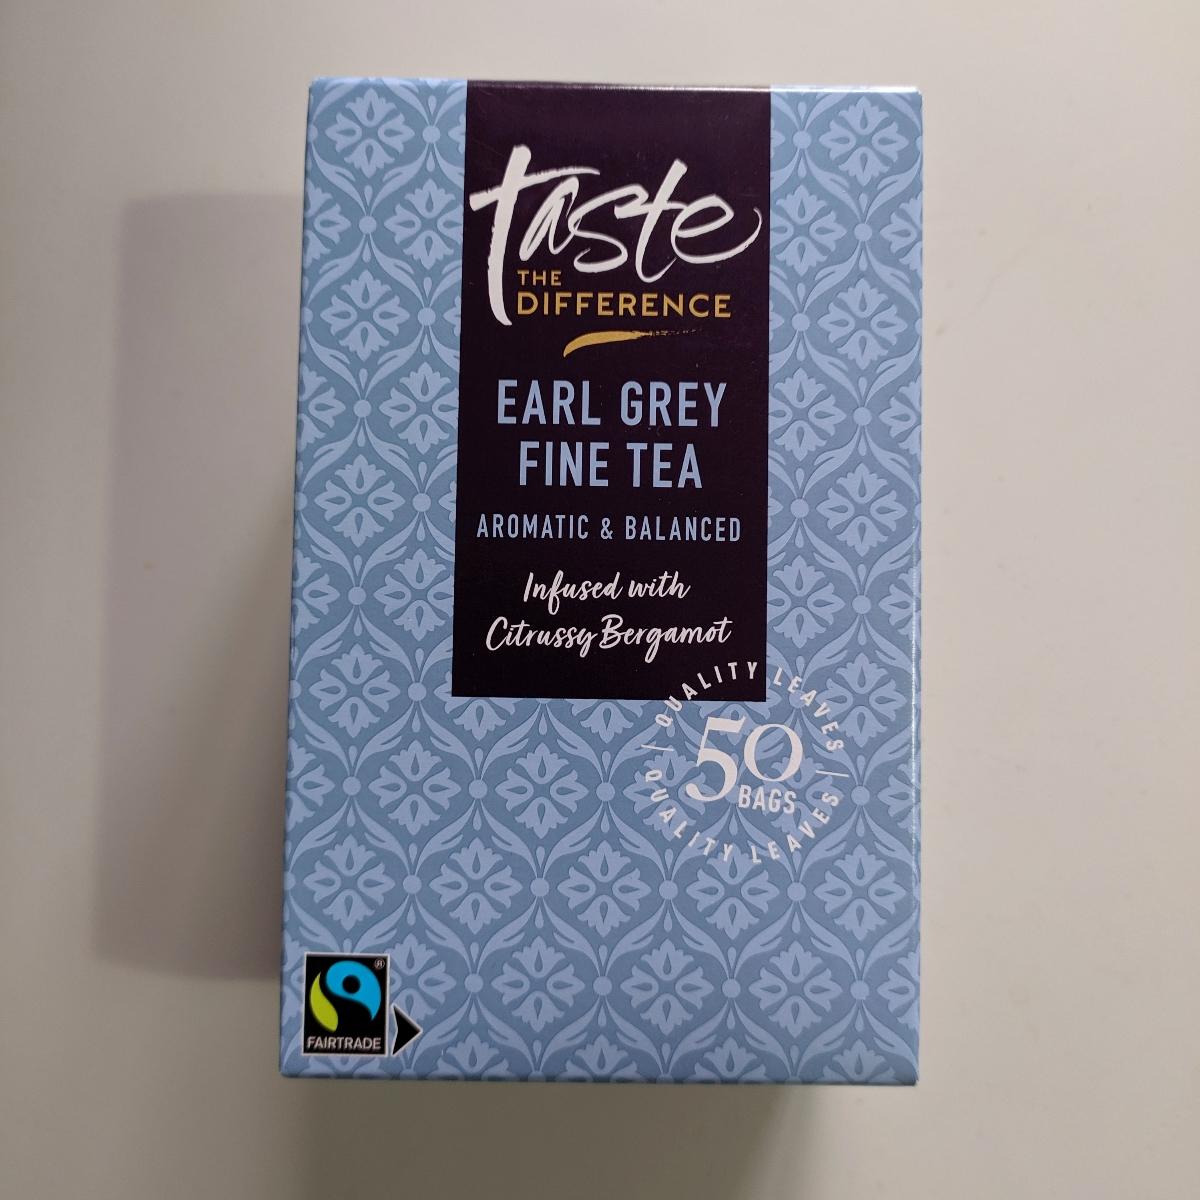 taste
THE
DIFFERENCE
EARL GREY
FINE TEA
AROMATIC & BALANCED
Infused with
Citrussy Bergamot
| QUALITY LEAVES |
50
BAGS
QUALITY LEAVES
®
FAIRTRADE